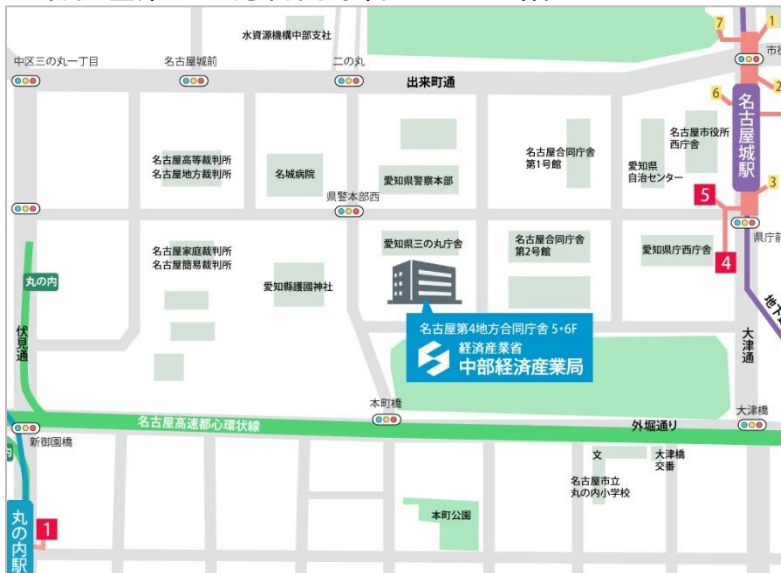 水資源機構中部支社
7
1
中区三の丸一丁目
名古屋城前
二の丸
出来町通
市役
6
2
名古屋城駅
名古屋市役所
西庁舎
名古屋高等裁判所
名古屋地方裁判所
名城病院
愛知県警察本部
名古屋合同庁舎
第1号館
愛知県
自治センター
県警本部西
5
3
県庁前
名古屋家庭裁判所
名古屋簡易裁判所
愛知縣護國神社
愛知県三の丸庁舎
名古屋合同庁舎
第2号館
愛知県庁西庁舎
4
丸の内
伏見通
名古屋第4地方合同庁舎 5・6F
経済産業省
中部経済産業局
大津通
地下
本町橋
大津橋
名古屋高速都心環状線
外堀通り
新御園橋
文
大津橋
交番
名古屋市立
丸の内小学校
本町公園
丸の内駅
1